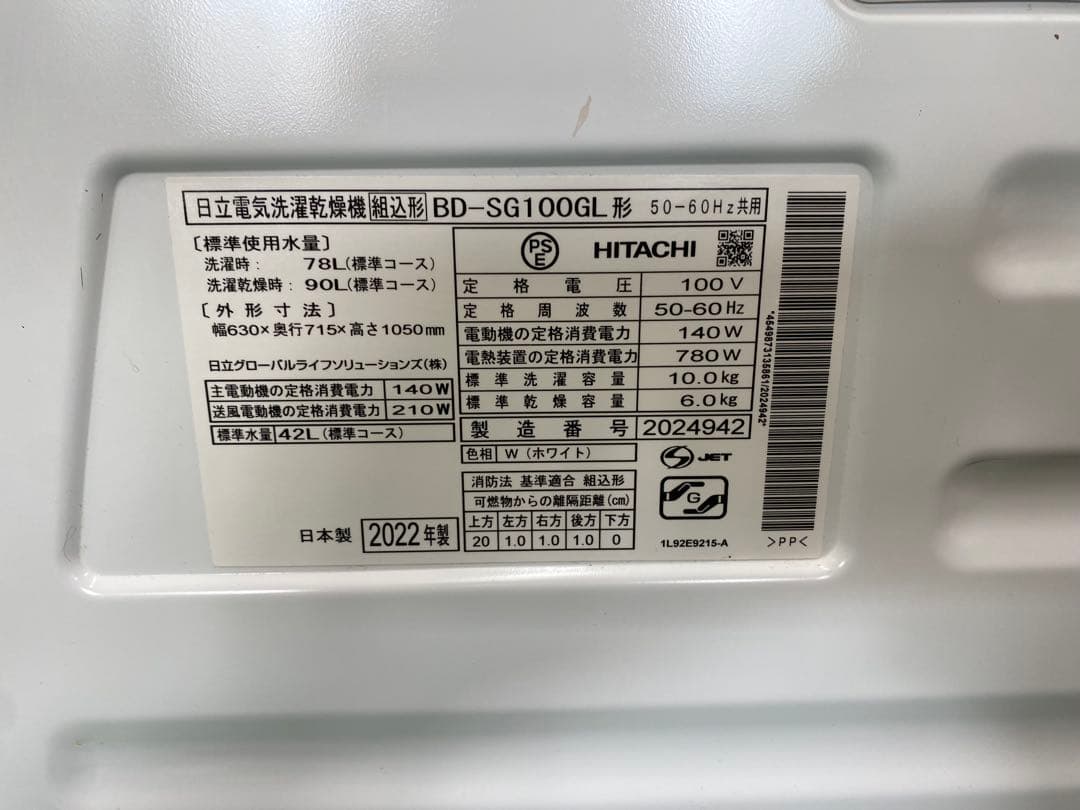 日立電気洗濯乾燥機 組込形 BD-SG100GL形 50-60Hz共用
〔標準使用水量〕
洗濯時: 78L(標準コース)
洗濯乾燥時: 90L(標準コース)
〔外形寸法〕
幅630×奥行715×高さ1050mm
日立グローバルライフソリューションズ(株)
主電動機の定格消費電力 140W
送風電動機の定格消費電力 210W
標準水量 42L(標準コース)
日本製 2022年製
PSE HITACHI
定格電圧 100V
定格周波数 50-60Hz
電動機の定格消費電力 140W
電熱装置の定格消費電力 780W
標準洗濯容量 10.0kg
標準乾燥容量 6.0kg
製造番号 2024942
色相 W(ホワイト)
S JET
消防法 基準適合 組込形
可燃物からの離隔距離(cm)
上方 左方 右方 後方 下方
20 1.0 1.0 1.0 0
G
1L92E9215-A
>PP<
*4549873135861/2024942*